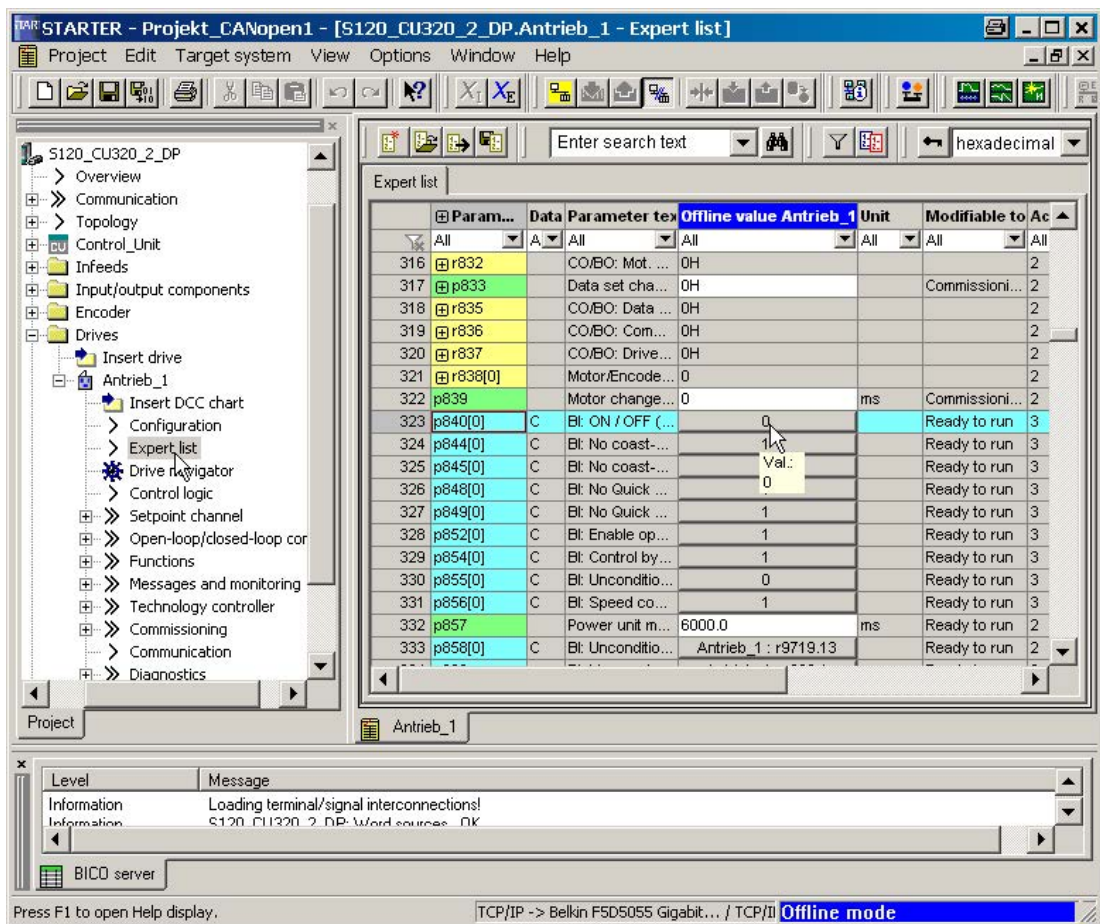 STARTER - Projekt_CANopen1 - [S120_CU320_2_DP.Antrieb_1 - Expert list]
Project Edit Target system View Options Window Help
Enter search text hexadecimal
S120_CU320_2_DP
Overview
Communication
Topology
Control_Unit
Infeeds
Input/output components
Encoder
Drives
Insert drive
Antrieb_1
Insert DCC chart
Configuration
Expert list
Drive navigator
Control logic
Setpoint channel
Open-loop/closed-loop cor
Functions
Messages and monitoring
Technology controller
Commissioning
Communication
Diagnostics
Project
Expert list
Param... Data Parameter tex Offline value Antrieb_1 Unit Modifiable to Ac
All A All All All All All
316 r832 CO/BO: Mot. ... 0H 2
317 p833 Data set cha... 0H Commissioni... 2
318 r835 CO/BO: Data ... 0H 2
319 r836 CO/BO: Com... 0H 2
320 r837 CO/BO: Drive... 0H 2
321 r838[0] Motor/Encode... 0 2
322 p839 Motor change... 0 ms Commissioni... 2
323 p840[0] C BI: ON / OFF (... 0 Ready to run 3
324 p844[0] C BI: No coast-... 1 Ready to run 3
325 p845[0] C BI: No coast-... Ready to run 3
Val.:
0
326 p848[0] C BI: No Quick ... Ready to run 3
327 p849[0] C BI: No Quick ... 1 Ready to run 3
328 p852[0] C BI: Enable op... 1 Ready to run 3
329 p854[0] C BI: Control by... 1 Ready to run 3
330 p855[0] C BI: Unconditio... 0 Ready to run 3
331 p856[0] C BI: Speed co... 1 Ready to run 3
332 p857 Power unit m... 6000.0 ms Ready to run 2
333 p858[0] C BI: Unconditio... Antrieb_1 : r9719.13 Ready to run 2
Antrieb_1
Level Message
Information Loading terminal/signal interconnections!
Information S120_CU320_2_DP: Word sources OK
BICO server
Press F1 to open Help display. TCP/IP -> Belkin F5D5055 Gigabit... / TCP/II Offline mode